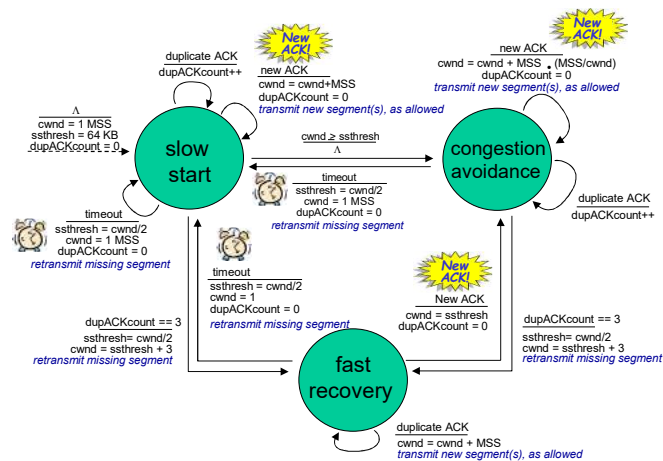 New
ACK!
new ACK
cwnd = cwnd + MSS • (MSS/cwnd)
dupACKcount = 0
transmit new segment(s), as allowed
New
ACK!
duplicate ACK
dupACKcount++
new ACK
cwnd = cwnd+MSS
dupACKcount = 0
transmit new segment(s), as allowed
Λ
cwnd = 1 MSS
ssthresh = 64 KB
dupACKcount = 0
slow
start
cwnd ≥ ssthresh
Λ
congestion
avoidance
timeout
ssthresh = cwnd/2
cwnd = 1 MSS
dupACKcount = 0
retransmit missing segment
duplicate ACK
dupACKcount++
timeout
ssthresh = cwnd/2
cwnd = 1 MSS
dupACKcount = 0
retransmit missing segment
timeout
ssthresh = cwnd/2
cwnd = 1
dupACKcount = 0
retransmit missing segment
New
ACK!
New ACK
cwnd = ssthresh
dupACKcount = 0
dupACKcount == 3
ssthresh= cwnd/2
cwnd = ssthresh + 3
retransmit missing segment
dupACKcount == 3
ssthresh= cwnd/2
cwnd = ssthresh + 3
retransmit missing segment
fast
recovery
duplicate ACK
cwnd = cwnd + MSS
transmit new segment(s), as allowed